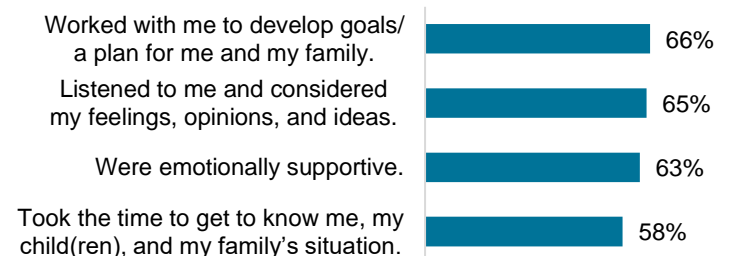 Worked with me to develop goals/
a plan for me and my family.
66%
Listened to me and considered
my feelings, opinions, and ideas.
65%
Were emotionally supportive.
63%
Took the time to get to know me, my
child(ren), and my family’s situation.
58%